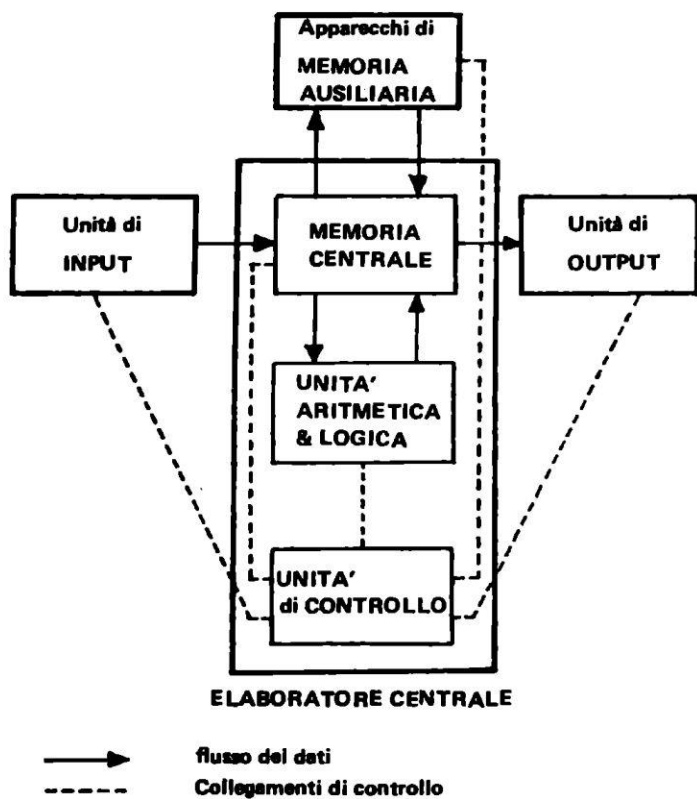 Apparecchi di
MEMORIA
AUSILIARIA
Unità di
INPUT
MEMORIA
CENTRALE
Unità di
OUTPUT
UNITA'
ARITMETICA
& LOGICA
UNITA'
di CONTROLLO
ELABORATORE CENTRALE
flusso dei dati
Collegamenti di controllo